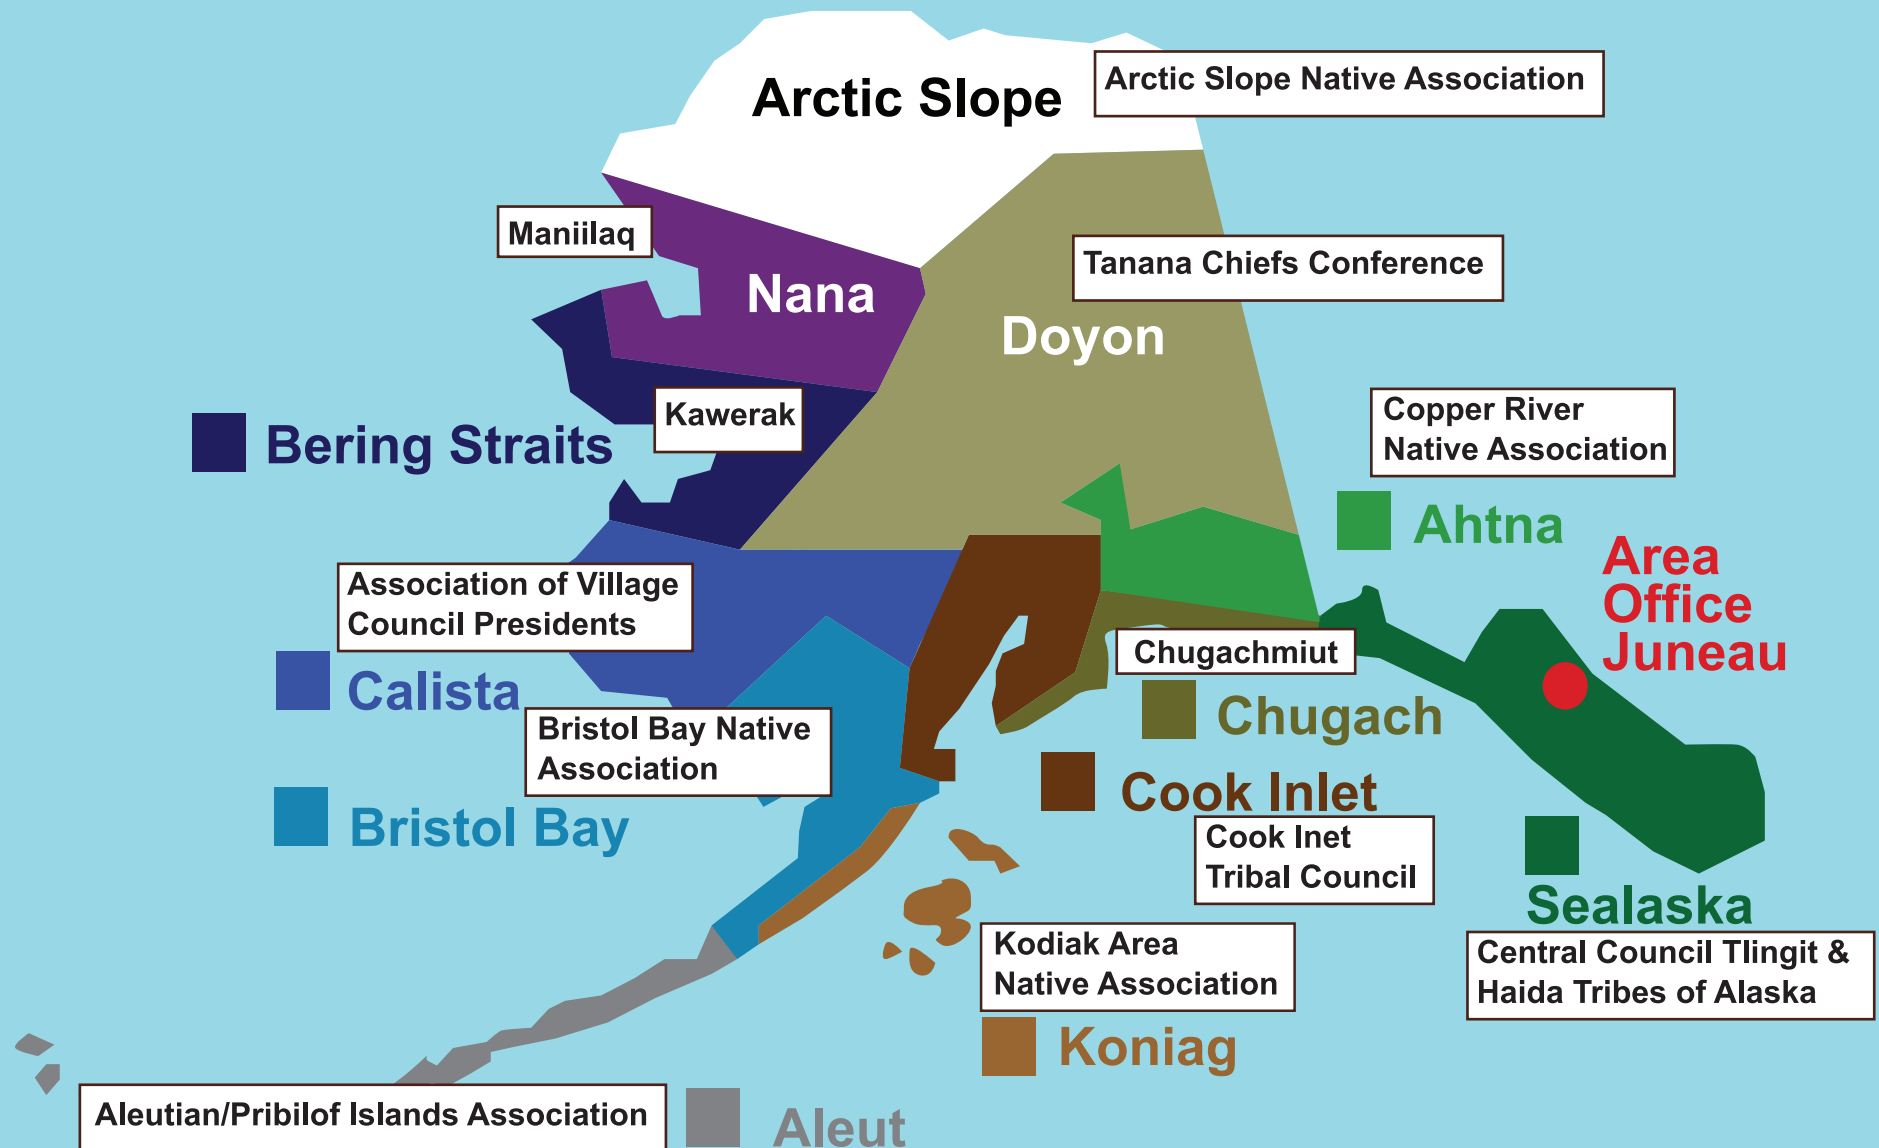 Arctic Slope
Arctic Slope Native Association
Maniilaq
Nana
Tanana Chiefs Conference
Doyon
Kawerak
Bering Straits
Copper River
Native Association
Ahtna
Area
Office
Juneau
Association of Village
Council Presidents
Calista
Chugachmiut
Chugach
Bristol Bay Native
Association
Bristol Bay
Cook Inlet
Cook Inet
Tribal Council
Sealaska
Central Council Tlingit &
Haida Tribes of Alaska
Kodiak Area
Native Association
Koniag
Aleutian/Pribilof Islands Association
Aleut